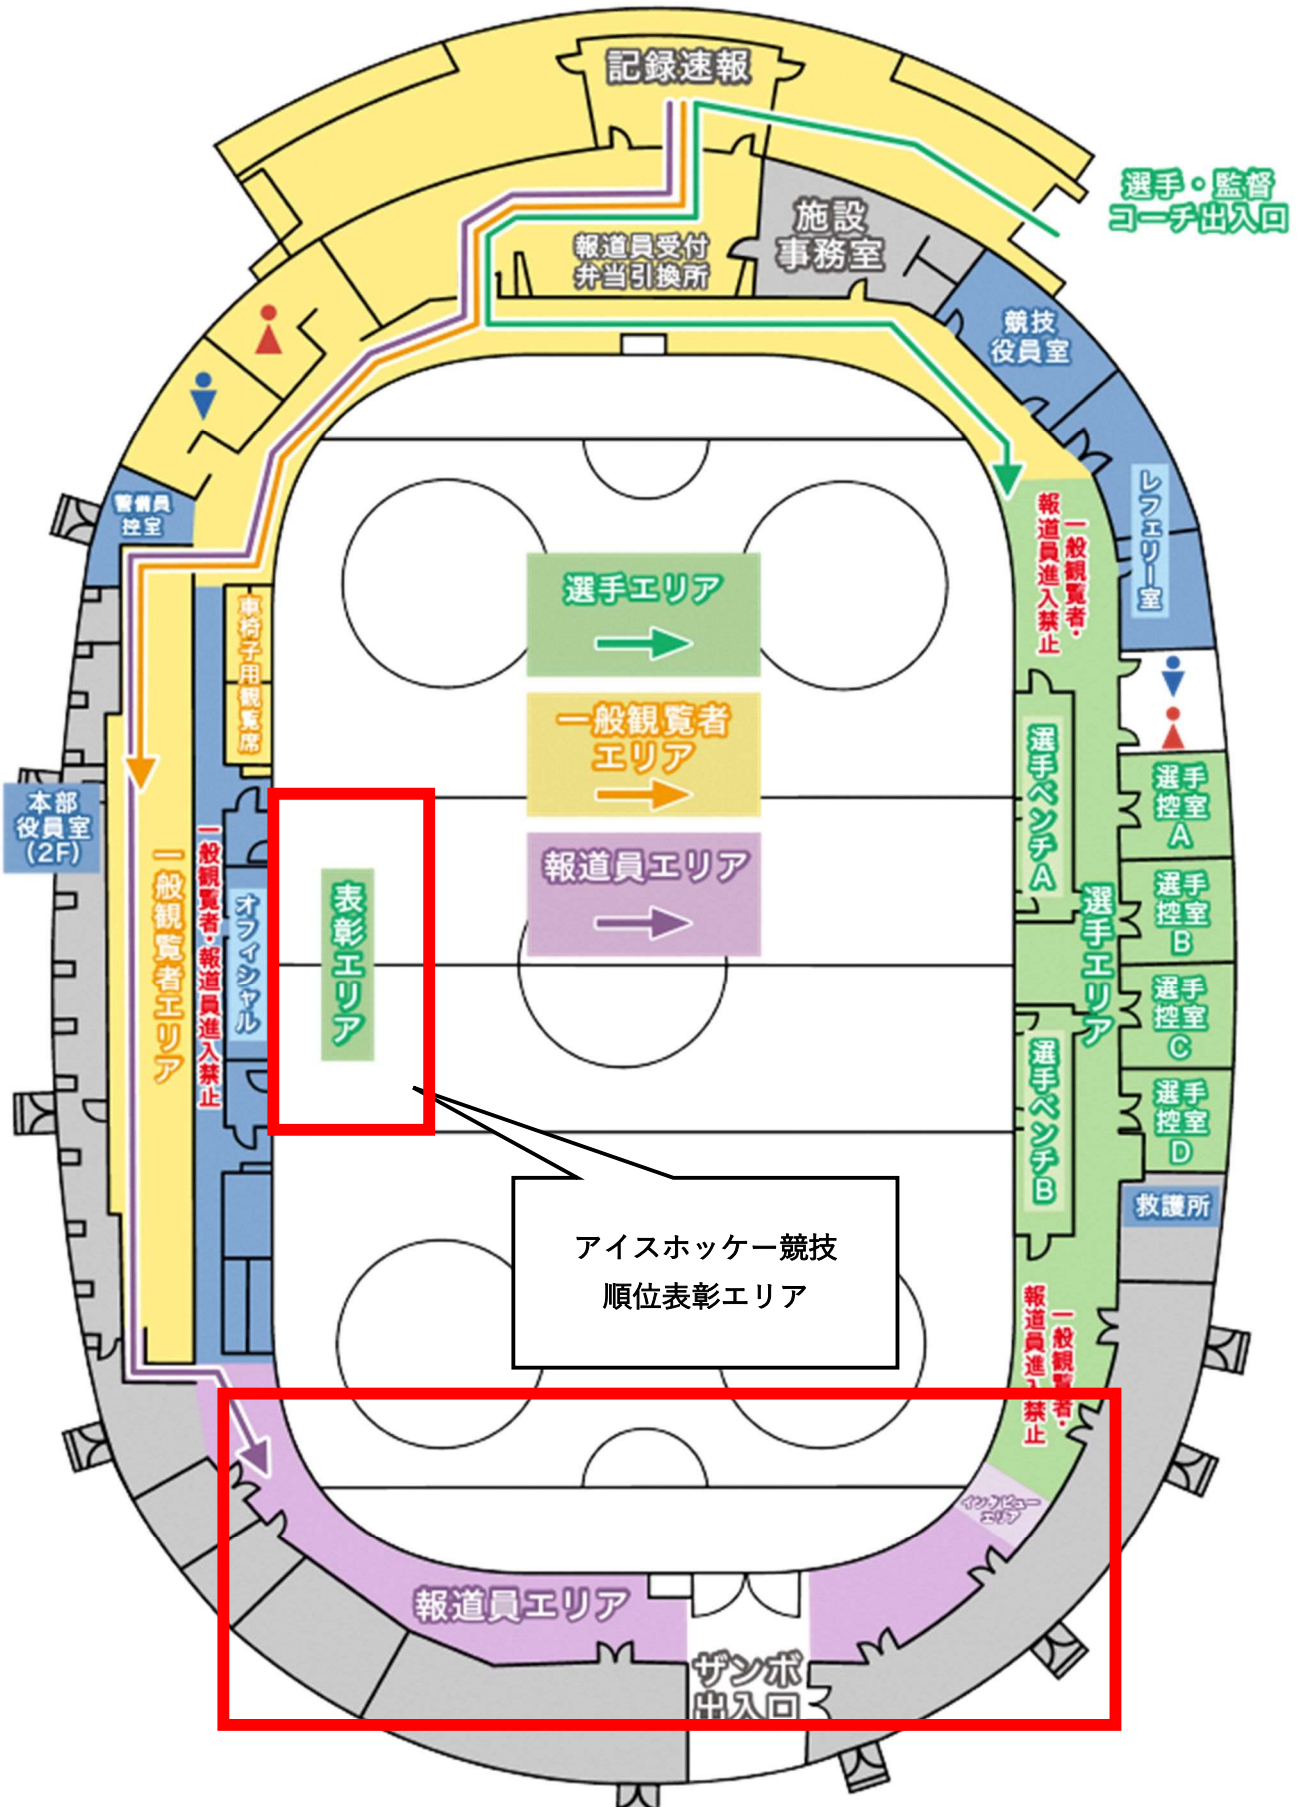 記録速報
選手・監督
コーチ出入口
施設
事務室
報道員受付
弁当引換所
競技
役員室
警備員
控室
レフェリー室
一般観覧者・
報道員進入禁止
選手エリア
車椅子用観覧席
一般観覧者
エリア
報道員エリア
選手ベンチA
選手
控室
A
本部
役員室
(2F)
一般観覧者エリア
一般観覧者・報道員進入禁止
オフィシャル
表彰エリア
選手エリア
選手
控室
B
選手
控室
C
選手ベンチB
選手
控室
D
救護所
アイスホッケー競技
順位表彰エリア
一般観覧者・
報道員進入禁止
インタビュー
エリア
報道員エリア
ザンボ
出入口